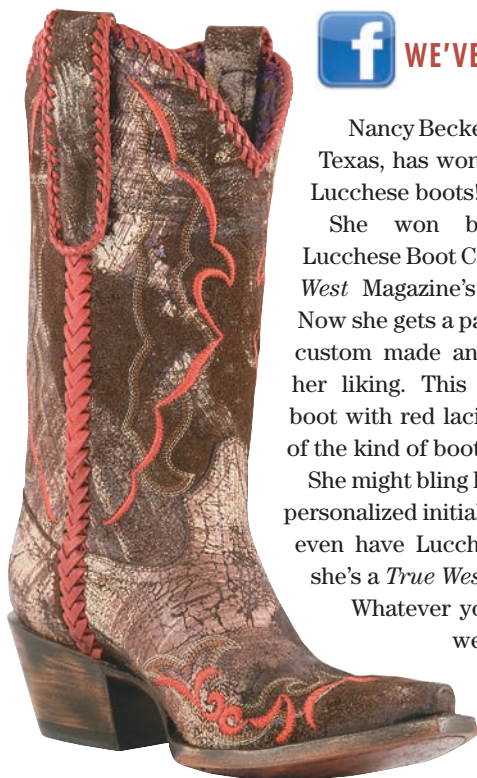 f WE'VE
Nancy Becke
Texas, has won
Lucchese boots!
She won b
Lucchese Boot C
West Magazine's
Now she gets a pa
custom made an
her liking. This
boot with red laci
of the kind of boot
She might bling
personalized initial
even have Lucch
she's a True Wes
Whatever yo
we